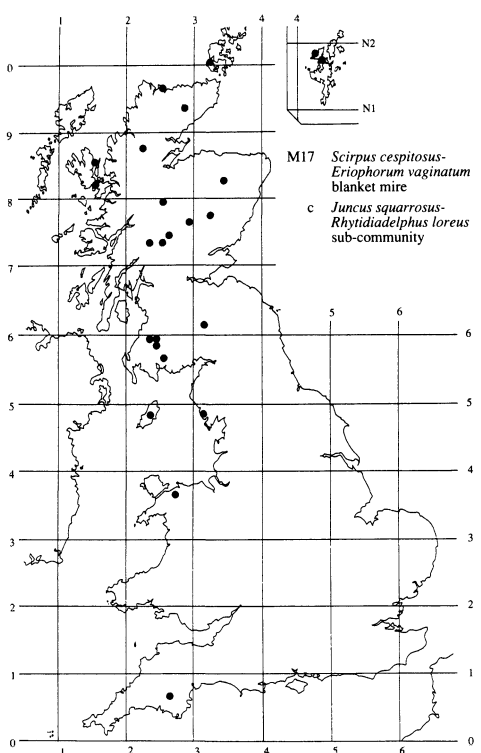 1 2 3 4 4
N2
0
N1
9
M17 Scirpus cespitosus-
Eriophorum vaginatum
blanket mire
c Juncus squarrosus-
Rhytidiadelphus loreus
sub-community
8
7
5 6
6 6
5 5
4 4
3 3
2 2
1 1
0 0
1 2 3 4 5 6